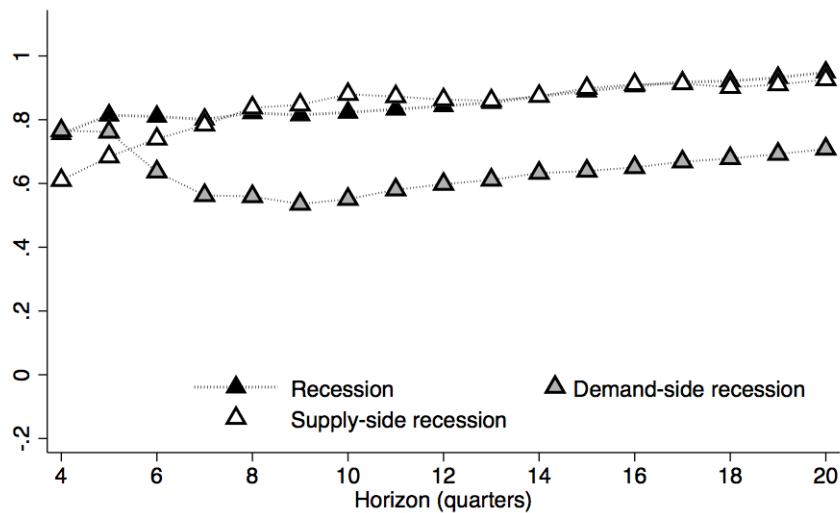 1
.8
.6
.4
.2
0
-.2
Recession
Demand-side recession
Supply-side recession
4 6 8 10 12 14 16 18 20
Horizon (quarters)